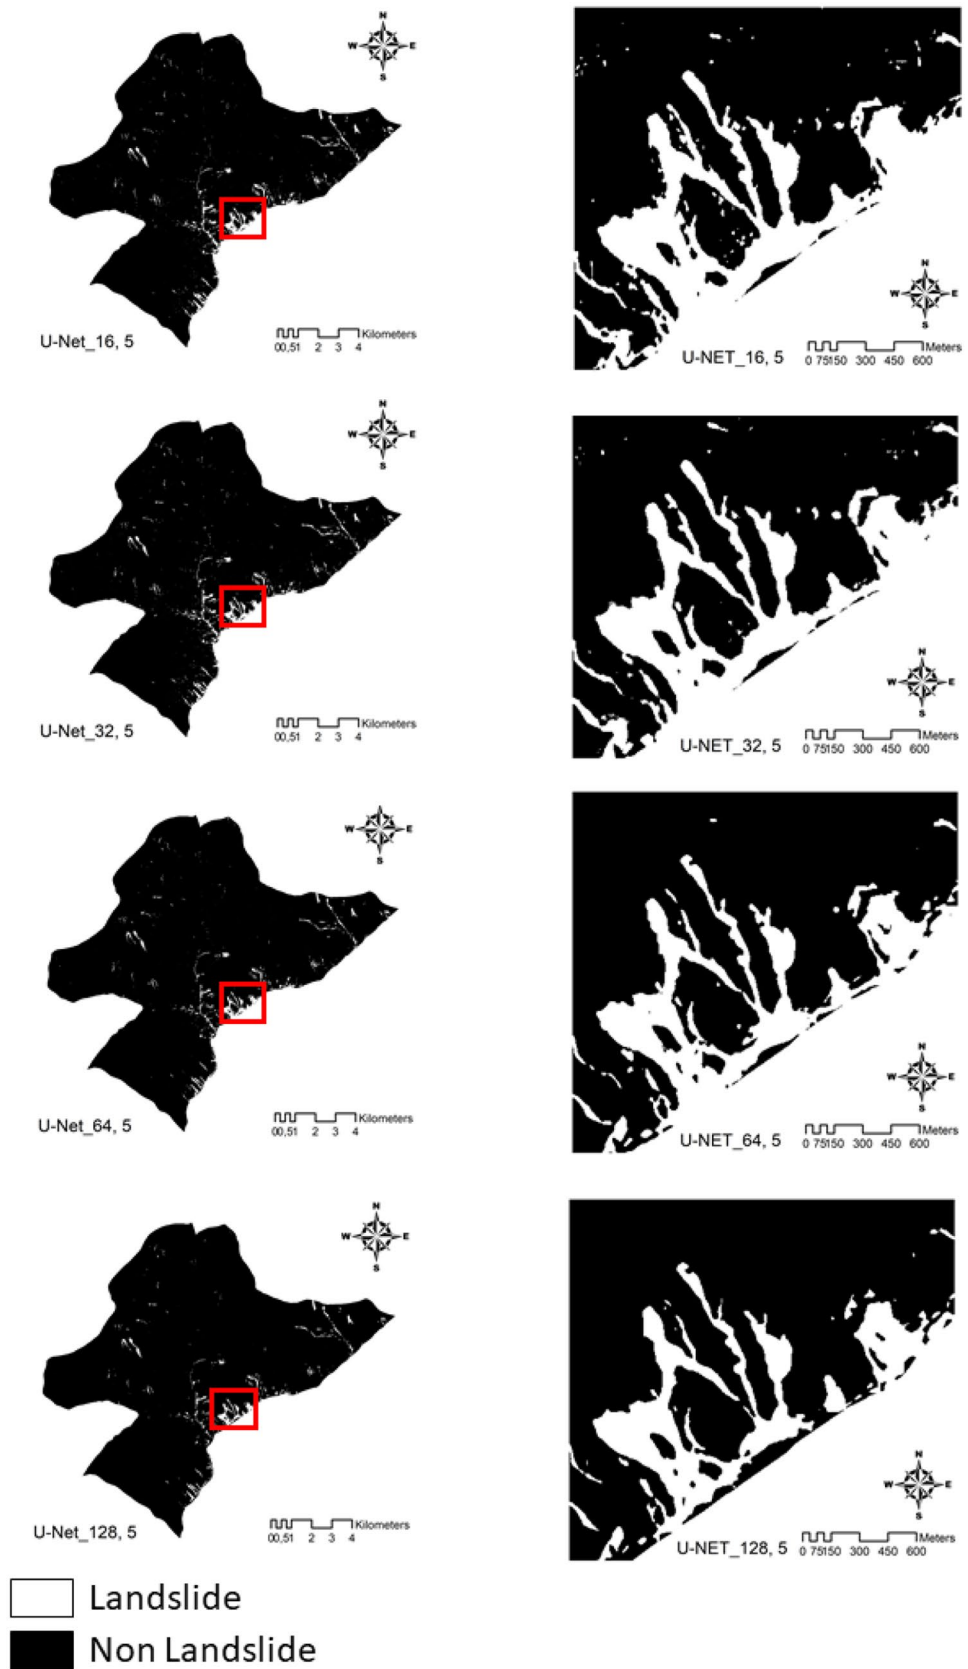 N
W E
S
U-Net_16, 5
00,51 2 3 4 Kilometers
N
W E
S
U-NET_16, 5
0 75150 300 450 600 Meters
N
W E
S
U-Net_32, 5
00,51 2 3 4 Kilometers
N
W E
S
U-NET_32, 5
0 75150 300 450 600 Meters
N
W E
S
U-Net_64, 5
00,51 2 3 4 Kilometers
N
W E
S
U-NET_64, 5
0 75150 300 450 600 Meters
N
W E
S
U-Net_128, 5
00,51 2 3 4 Kilometers
N
W E
S
U-NET_128, 5
0 75150 300 450 600 Meters
Landslide
Non Landslide